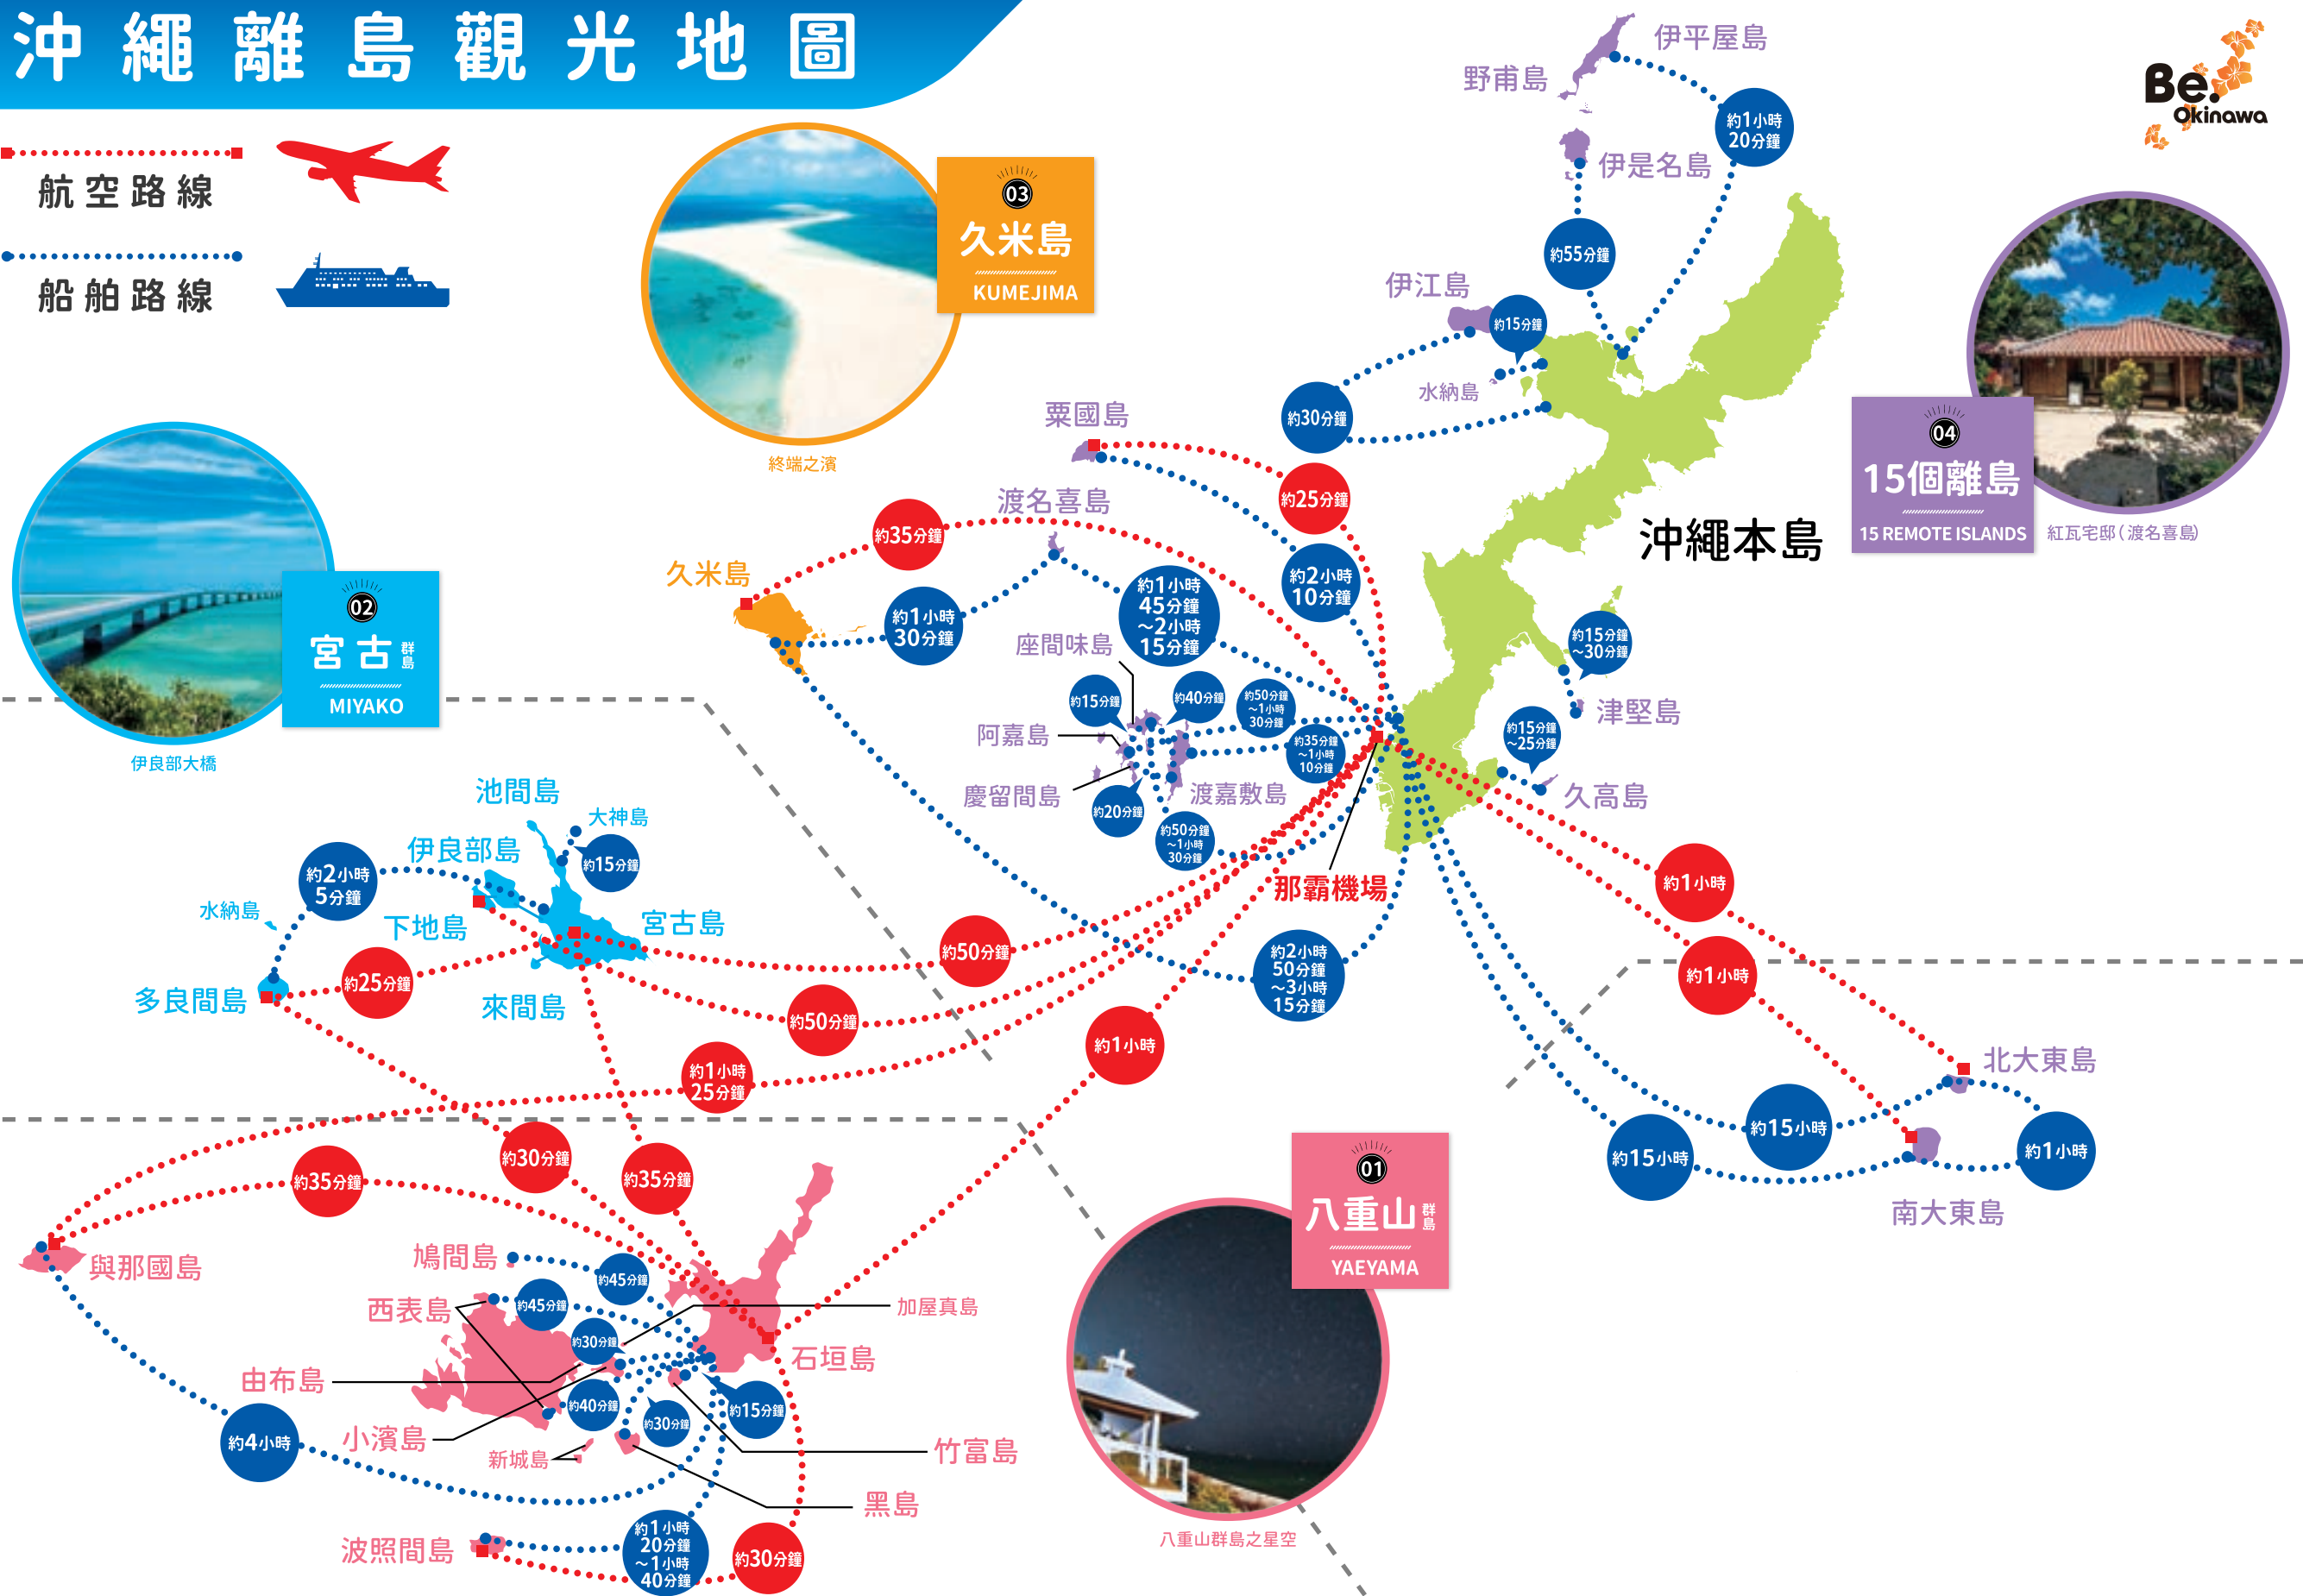 沖繩離島觀光地圖
Be.
Okinawa
航空路線
船舶路線
03
久米島
KUMEJIMA
終端之濱
02
宮古
群島
MIYAKO
伊良部大橋
04
15個離島
15 REMOTE ISLANDS
紅瓦宅邸（渡名喜島）
01
八重山
群島
YAEYAMA
八重山群島之星空
伊平屋島
野甫島
約1小時
20分鐘
伊是名島
約55分鐘
伊江島
約15分鐘
水納島
約30分鐘
粟國島
約25分鐘
渡名喜島
約35分鐘
沖繩本島
久米島
約2小時
10分鐘
約1小時
45分鐘
～2小時
15分鐘
約1小時
30分鐘
座間味島
約15分鐘
～30分鐘
約15分鐘
約40分鐘
約50分鐘
～1小時
30分鐘
津堅島
阿嘉島
約35分鐘
～1小時
10分鐘
約15分鐘
～25分鐘
慶留間島
渡嘉敷島
久高島
約20分鐘
約50分鐘
～1小時
30分鐘
那霸機場
池間島
大神島
伊良部島
約15分鐘
約2小時
5分鐘
水納島
下地島
宮古島
約25分鐘
多良間島
來間島
約50分鐘
約50分鐘
約2小時
50分鐘
～3小時
15分鐘
約1小時
約1小時
約1小時
約1小時
25分鐘
北大東島
約15小時
約15小時
約1小時
南大東島
約30分鐘
約35分鐘
約35分鐘
與那國島
鳩間島
約45分鐘
西表島
約45分鐘
加屋真島
約30分鐘
石垣島
由布島
約40分鐘
約30分鐘
約15分鐘
小濱島
新城島
竹富島
約4小時
黑島
波照間島
約1小時
20分鐘
～1小時
40分鐘
約30分鐘